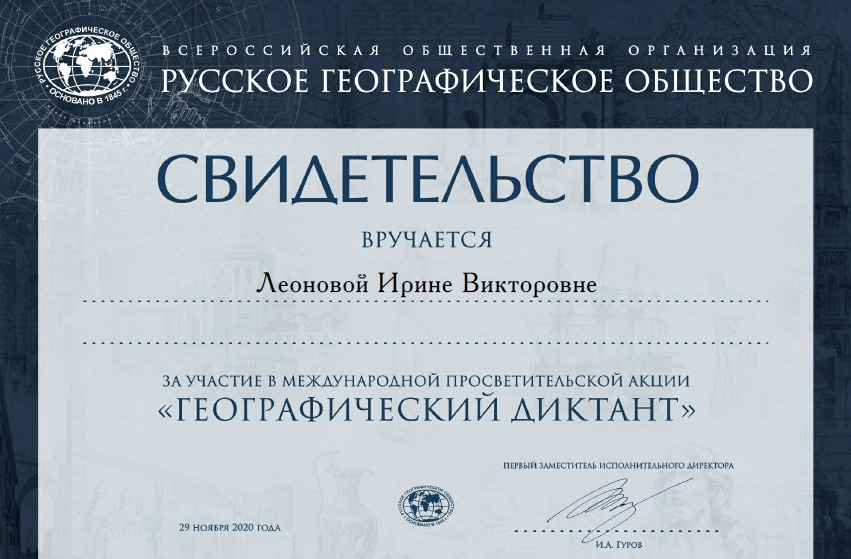 РУССКОЕ ГЕОГРАФИЧЕСКОЕ ОБЩЕСТВО
• ОСНОВАНО В 1845 г. •
ВСЕРОССИЙСКАЯ ОБЩЕСТВЕННАЯ ОРГАНИЗАЦИЯ
РУССКОЕ ГЕОГРАФИЧЕСКОЕ ОБЩЕСТВО
СВИДЕТЕЛЬСТВО
ВРУЧАЕТСЯ
Леоновой Ирине Викторовне
ЗА УЧАСТИЕ В МЕЖДУНАРОДНОЙ ПРОСВЕТИТЕЛЬСКОЙ АКЦИИ
«ГЕОГРАФИЧЕСКИЙ ДИКТАНТ»
ПЕРВЫЙ ЗАМЕСТИТЕЛЬ ИСПОЛНИТЕЛЬНОГО ДИРЕКТОРА
РУССКОЕ ГЕОГРАФИЧЕСКОЕ ОБЩЕСТВО
ОСНОВАНО В 1845 г.
29 НОЯБРЯ 2020 ГОДА
И.А. ГУРОВ